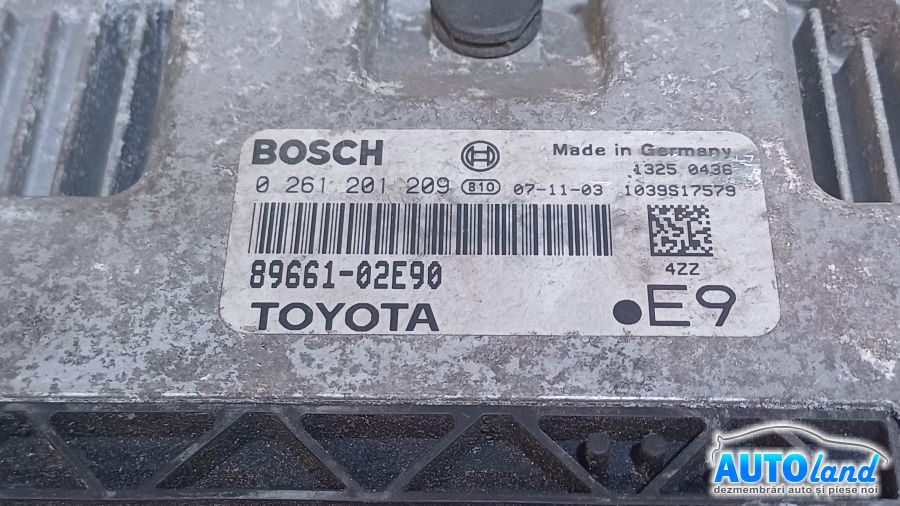 BOSCH Made in Germany
1325 0436
0 261 201 209 810 07-11-03 1039S17579
89661-02E90 4ZZ
TOYOTA ●E9
AUTOland
dezmembrări auto și piese noi